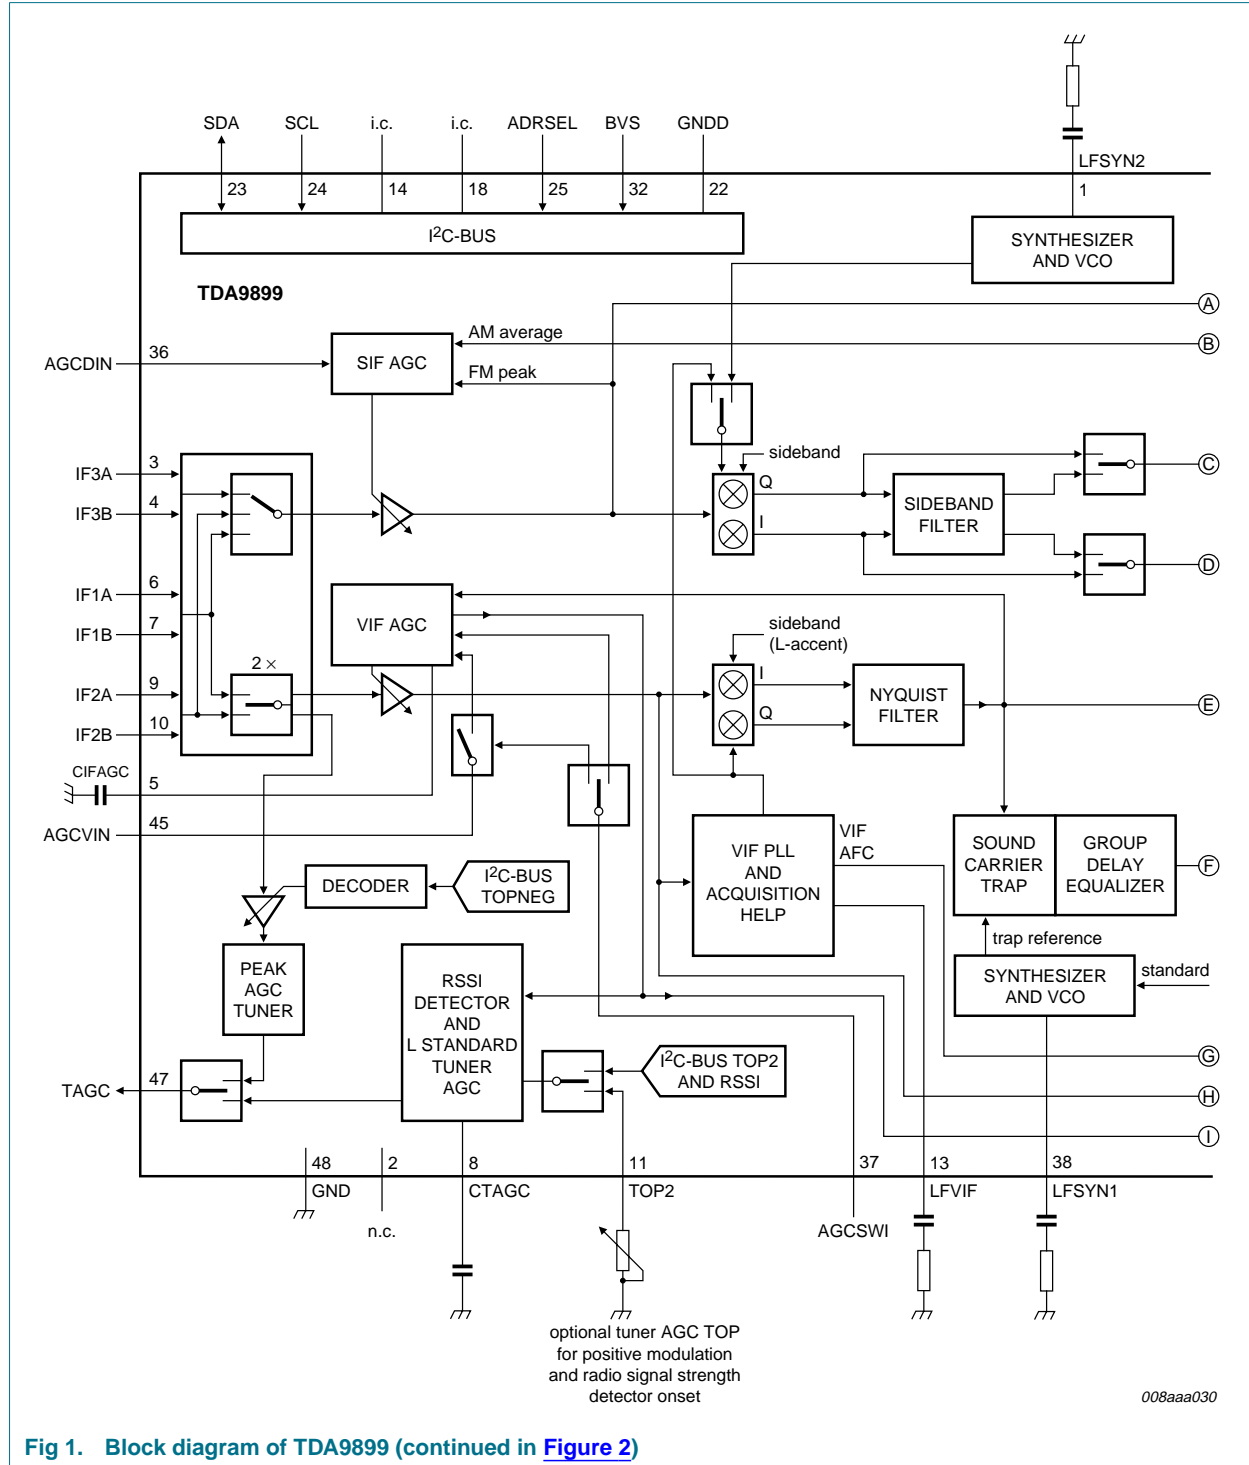 SDA SCL i.c. i.c. ADRSEL BVS GNDD
LFSYN2
23 24 14 18 25 32 22 1
I2C-BUS
SYNTHESIZER
AND VCO
TDA9899
A
AM average
B
AGCDIN 36
SIF AGC
FM peak
IF3A 3
IF3B 4
sideband
Q
I
SIDEBAND
FILTER
C
D
IF1A 6
IF1B 7
VIF AGC
2 ×
IF2A 9
IF2B 10
sideband
(L-accent)
I
Q
NYQUIST
FILTER
E
CIFAGC
5
AGCVIN 45
DECODER
I2C-BUS
TOPNEG
VIF PLL
AND
ACQUISITION
HELP
VIF
AFC
SOUND
CARRIER
TRAP
GROUP
DELAY
EQUALIZER
F
trap reference
PEAK
AGC
TUNER
RSSI
DETECTOR
AND
L STANDARD
TUNER
AGC
SYNTHESIZER
AND VCO
standard
I2C-BUS TOP2
AND RSSI
G
TAGC 47
H
I
48 2 8 11 37 13 38
GND CTAGC TOP2 LFVIF LFSYN1
n.c.
AGCSWI
optional tuner AGC TOP
for positive modulation
and radio signal strength
detector onset
008aaa030
Fig 1. Block diagram of TDA9899 (continued in Figure 2)